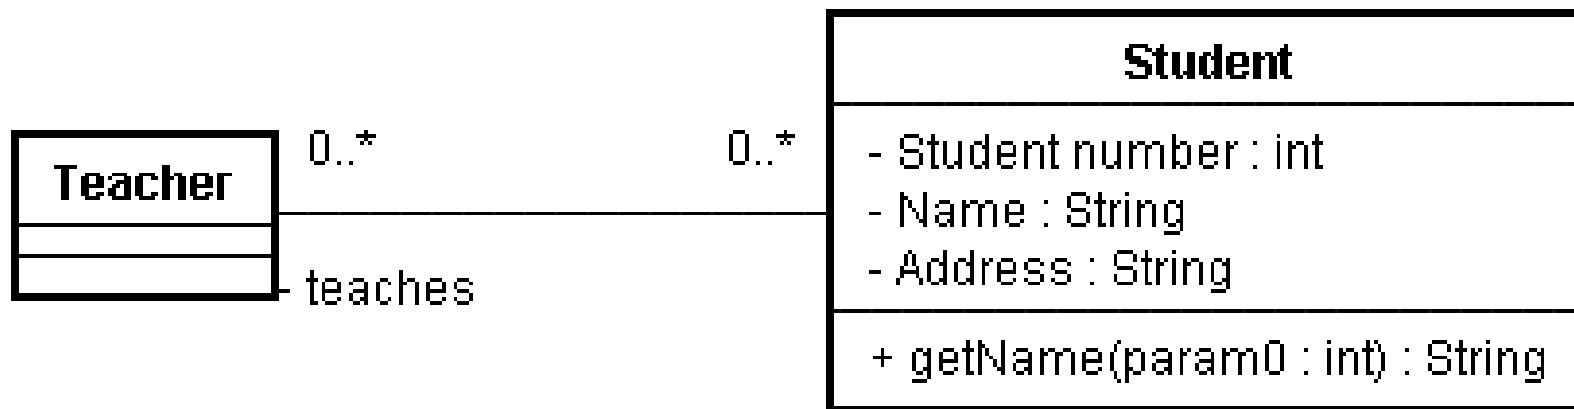 Teacher
0..*
0..*
- teaches
Student
- Student number : int
- Name : String
- Address : String
+ getName(param0 : int) : String